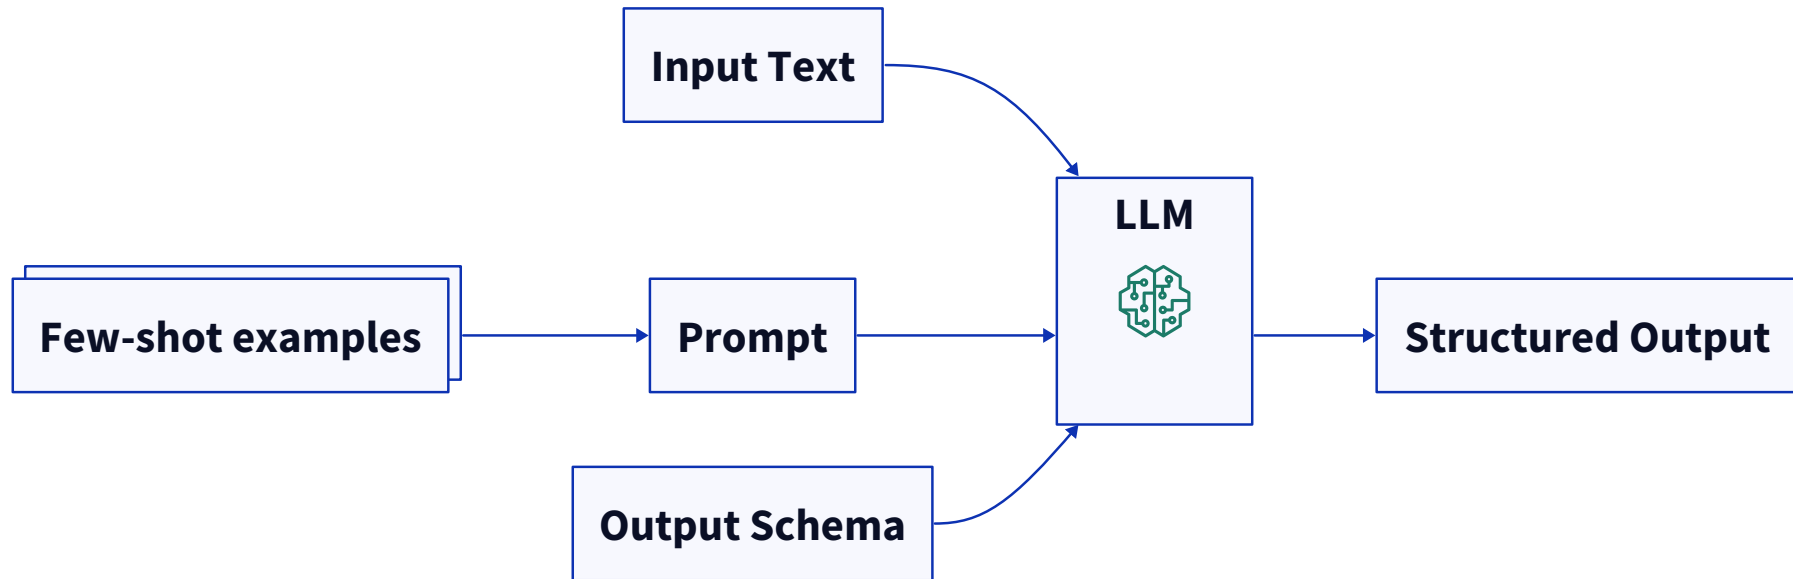 Input Text
LLM
Few-shot examples
Prompt
Structured Output
Output Schema